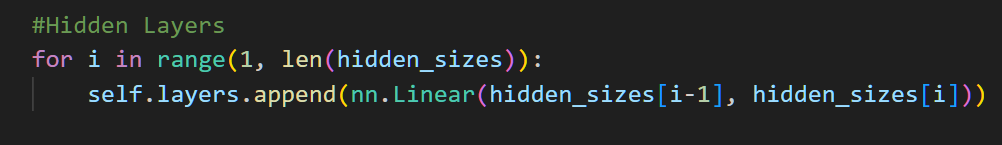 #Hidden Layers
for i in range(1, len(hidden_sizes)):
    self.layers.append(nn.Linear(hidden_sizes[i-1], hidden_sizes[i]))